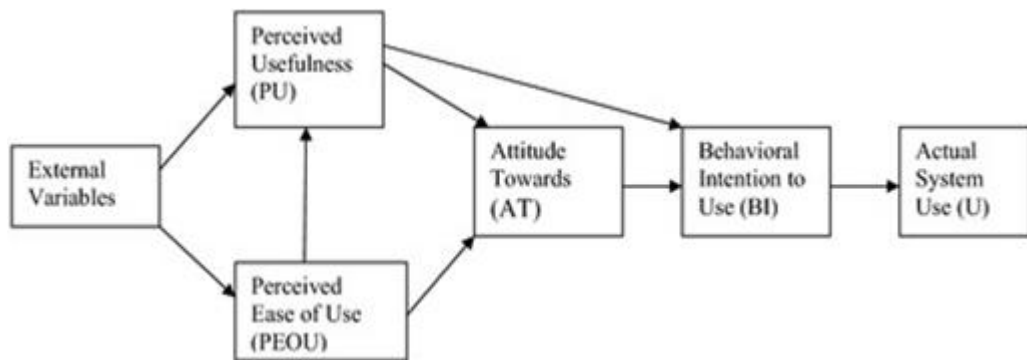 Perceived
Usefulness
(PU)
External
Variables
Perceived
Ease of Use
(PEOU)
Attitude
Towards
(AT)
Behavioral
Intention to
Use (BI)
Actual
System
Use (U)